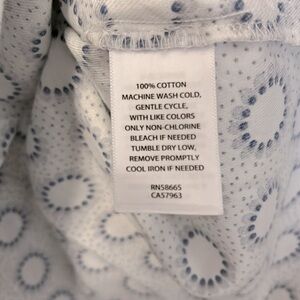 100% COTTON
MACHINE WASH COLD,
GENTLE CYCLE,
WITH LIKE COLORS
ONLY NON-CHLORINE
BLEACH IF NEEDED
TUMBLE DRY LOW,
REMOVE PROMPTLY
COOL IRON IF NEEDED
RN58665
CA57963